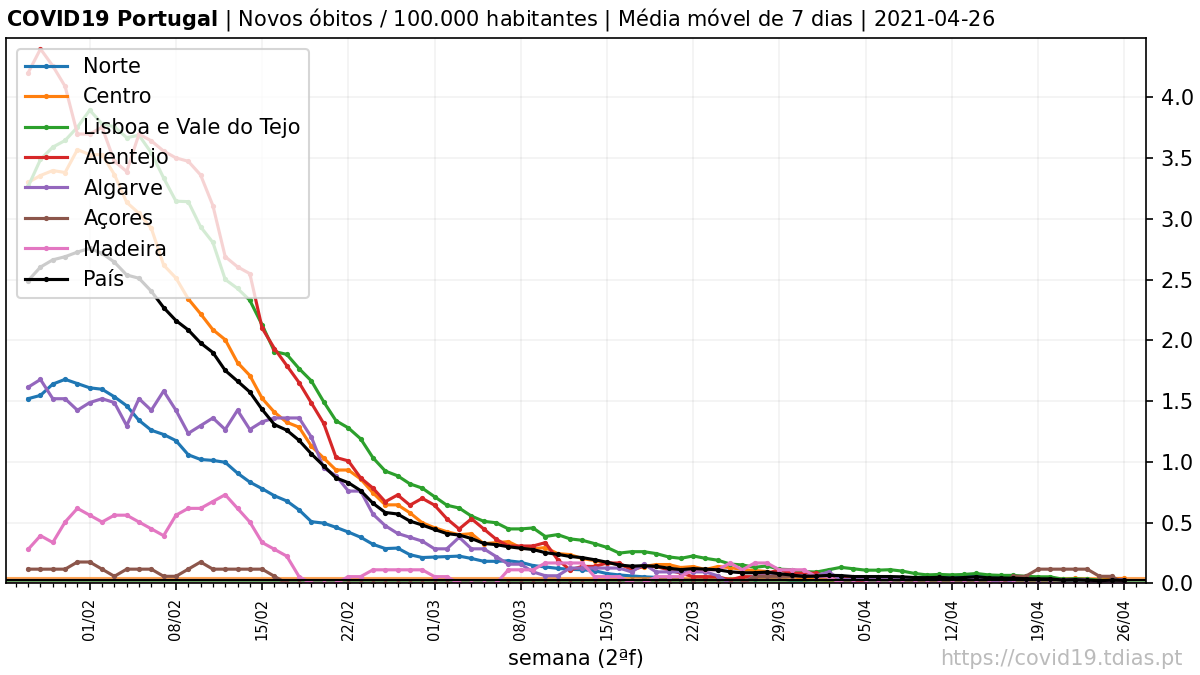 COVID19 Portugal | Novos óbitos / 100.000 habitantes | Média móvel de 7 dias | 2021-04-26
Norte
Centro
Lisboa e Vale do Tejo
Alentejo
Algarve
Açores
Madeira
País
4.0
3.5
3.0
2.5
2.0
1.5
1.0
0.5
0.0
01/02
08/02
15/02
22/02
01/03
08/03
15/03
22/03
29/03
05/04
12/04
19/04
26/04
semana (2ªf)
https://covid19.tdias.pt